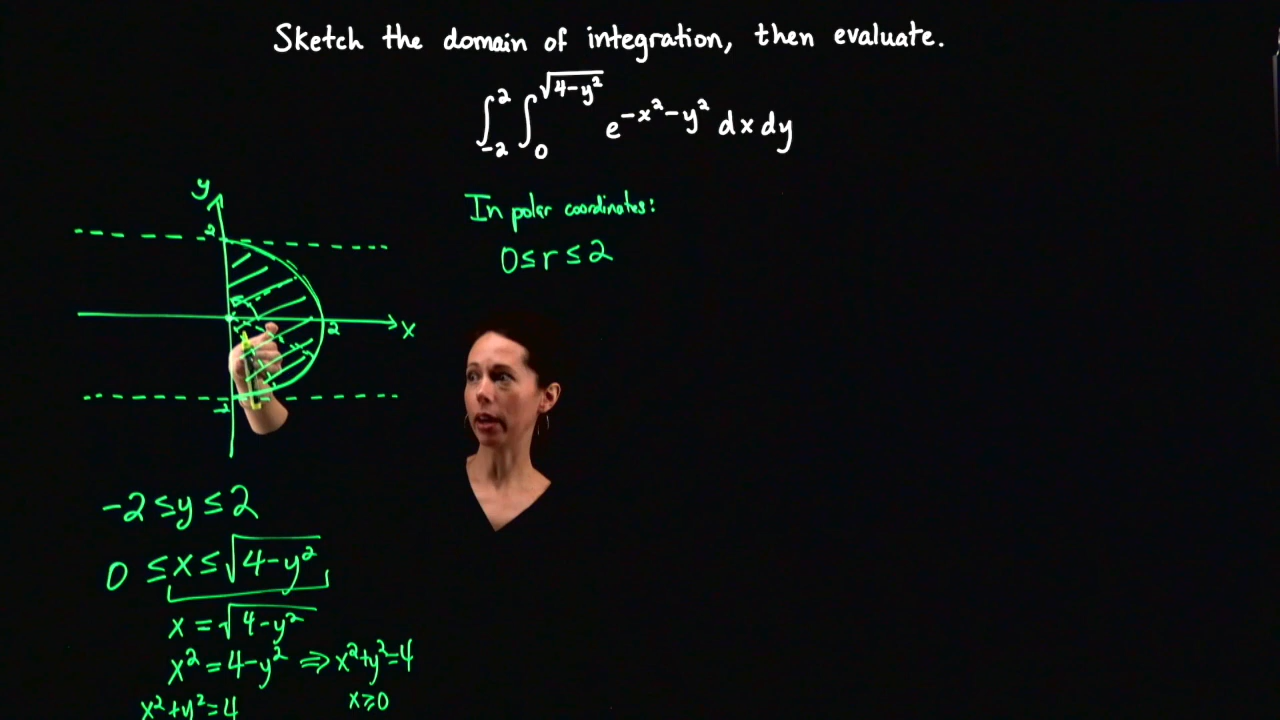 Sketch the domain of integration, then evaluate.
∫₋₂² ∫₀^√(4-y²) e^(-x²-y²) dx dy
y
2
In polar coordinates:
0≤r≤2
2
x
-2
-2≤y≤2
0≤x≤√(4-y²)
x=√(4-y²)
x²=4-y² ⇒ x²+y²=4
x²+y²=4 x≥0